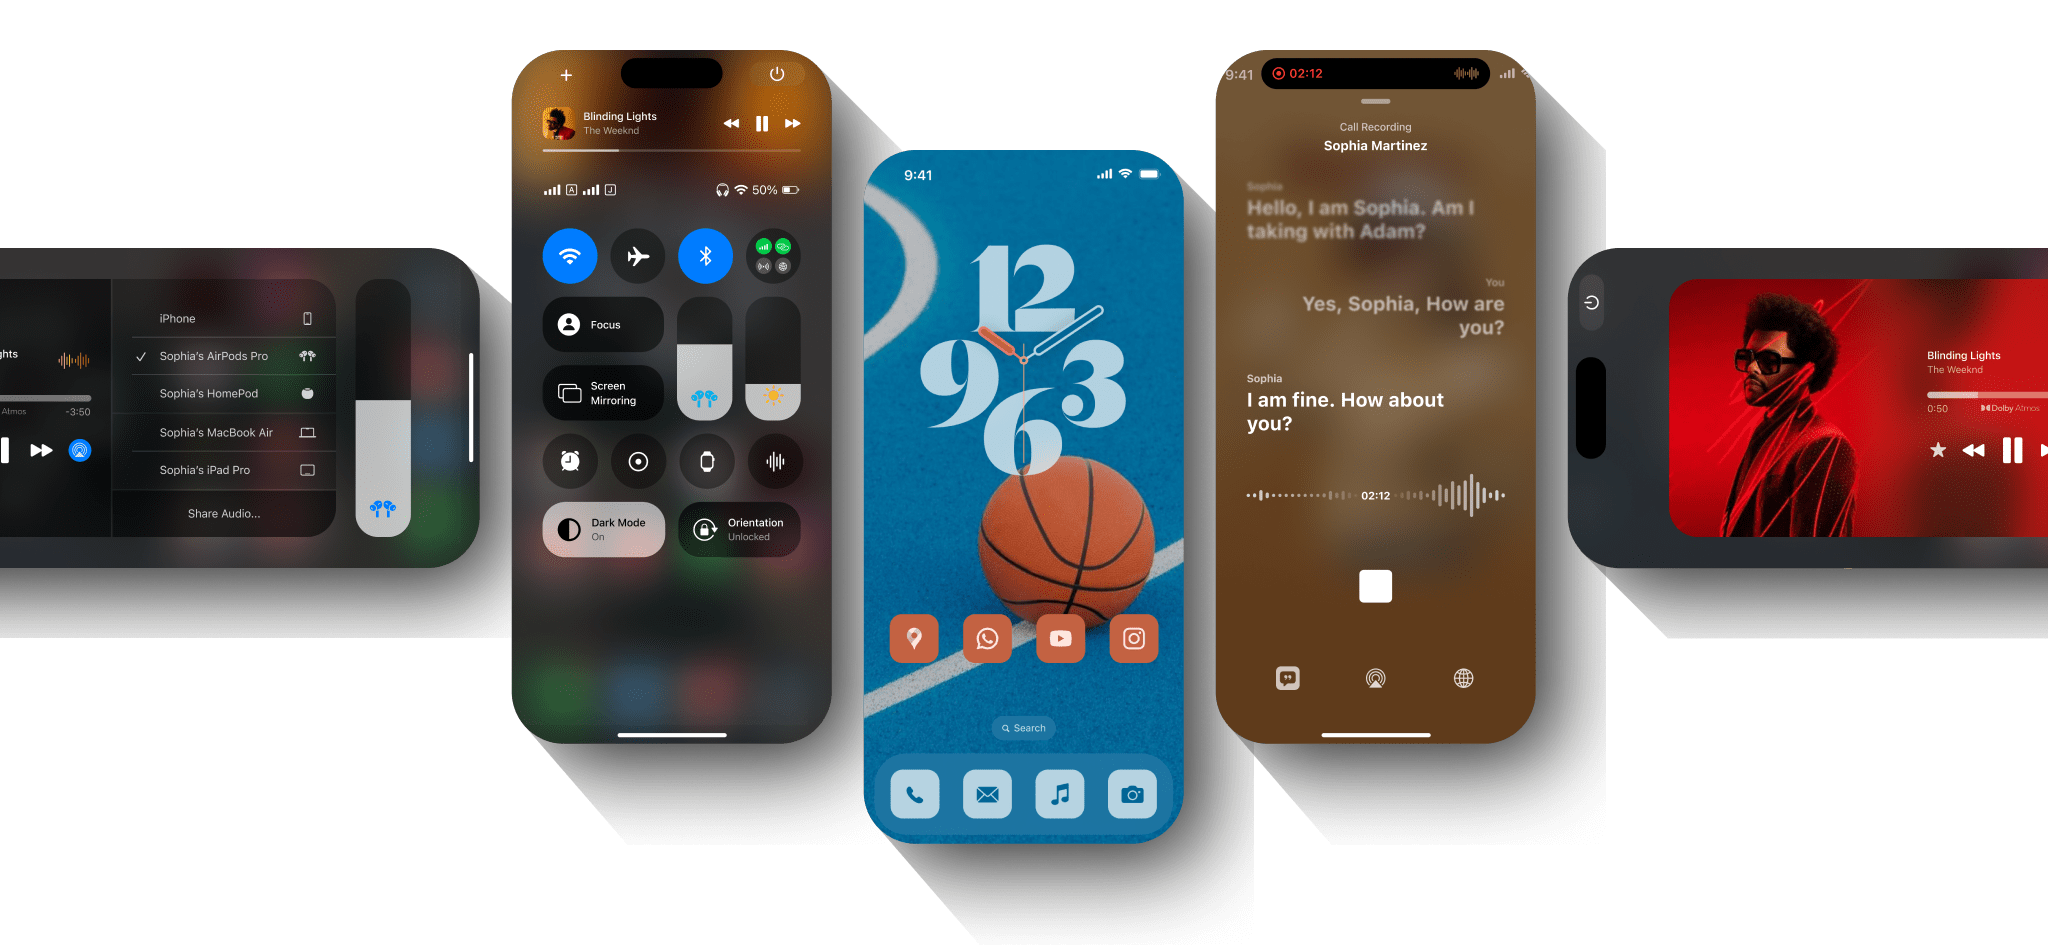 ghts
Atmos
-3:50
iPhone
Sophia's AirPods Pro
Sophia's HomePod
Sophia's MacBook Air
Sophia's iPad Pro
Share Audio...
Blinding Lights
The Weeknd
A
J
50%
Focus
Screen
Mirroring
Dark Mode
On
Orientation
Unlocked
9:41
12
9
3
6
Search
9:41
02:12
Call Recording
Sophia Martinez
Sophia
Hello, I am Sophia. Am I
taking with Adam?
You
Yes, Sophia, How are
you?
Sophia
I am fine. How about
you?
02:12
Blinding Lights
The Weeknd
0:50
Dolby Atmos